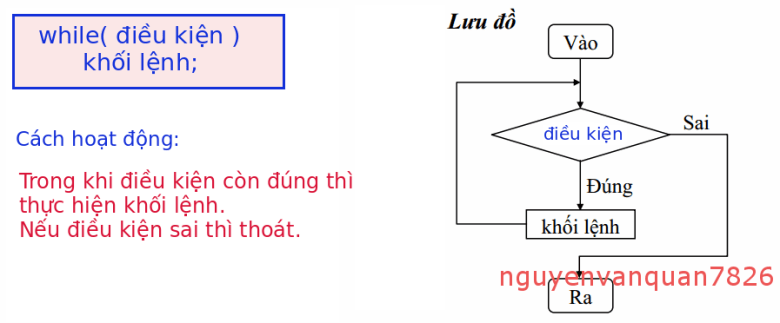 while( điều kiện )
khối lệnh;
Cách hoạt động:
Trong khi điều kiện còn đúng thì
thực hiện khối lệnh.
Nếu điều kiện sai thì thoát.
Lưu đồ
Vào
điều kiện
Sai
Đúng
khối lệnh
nguyenvanquan7826
Ra